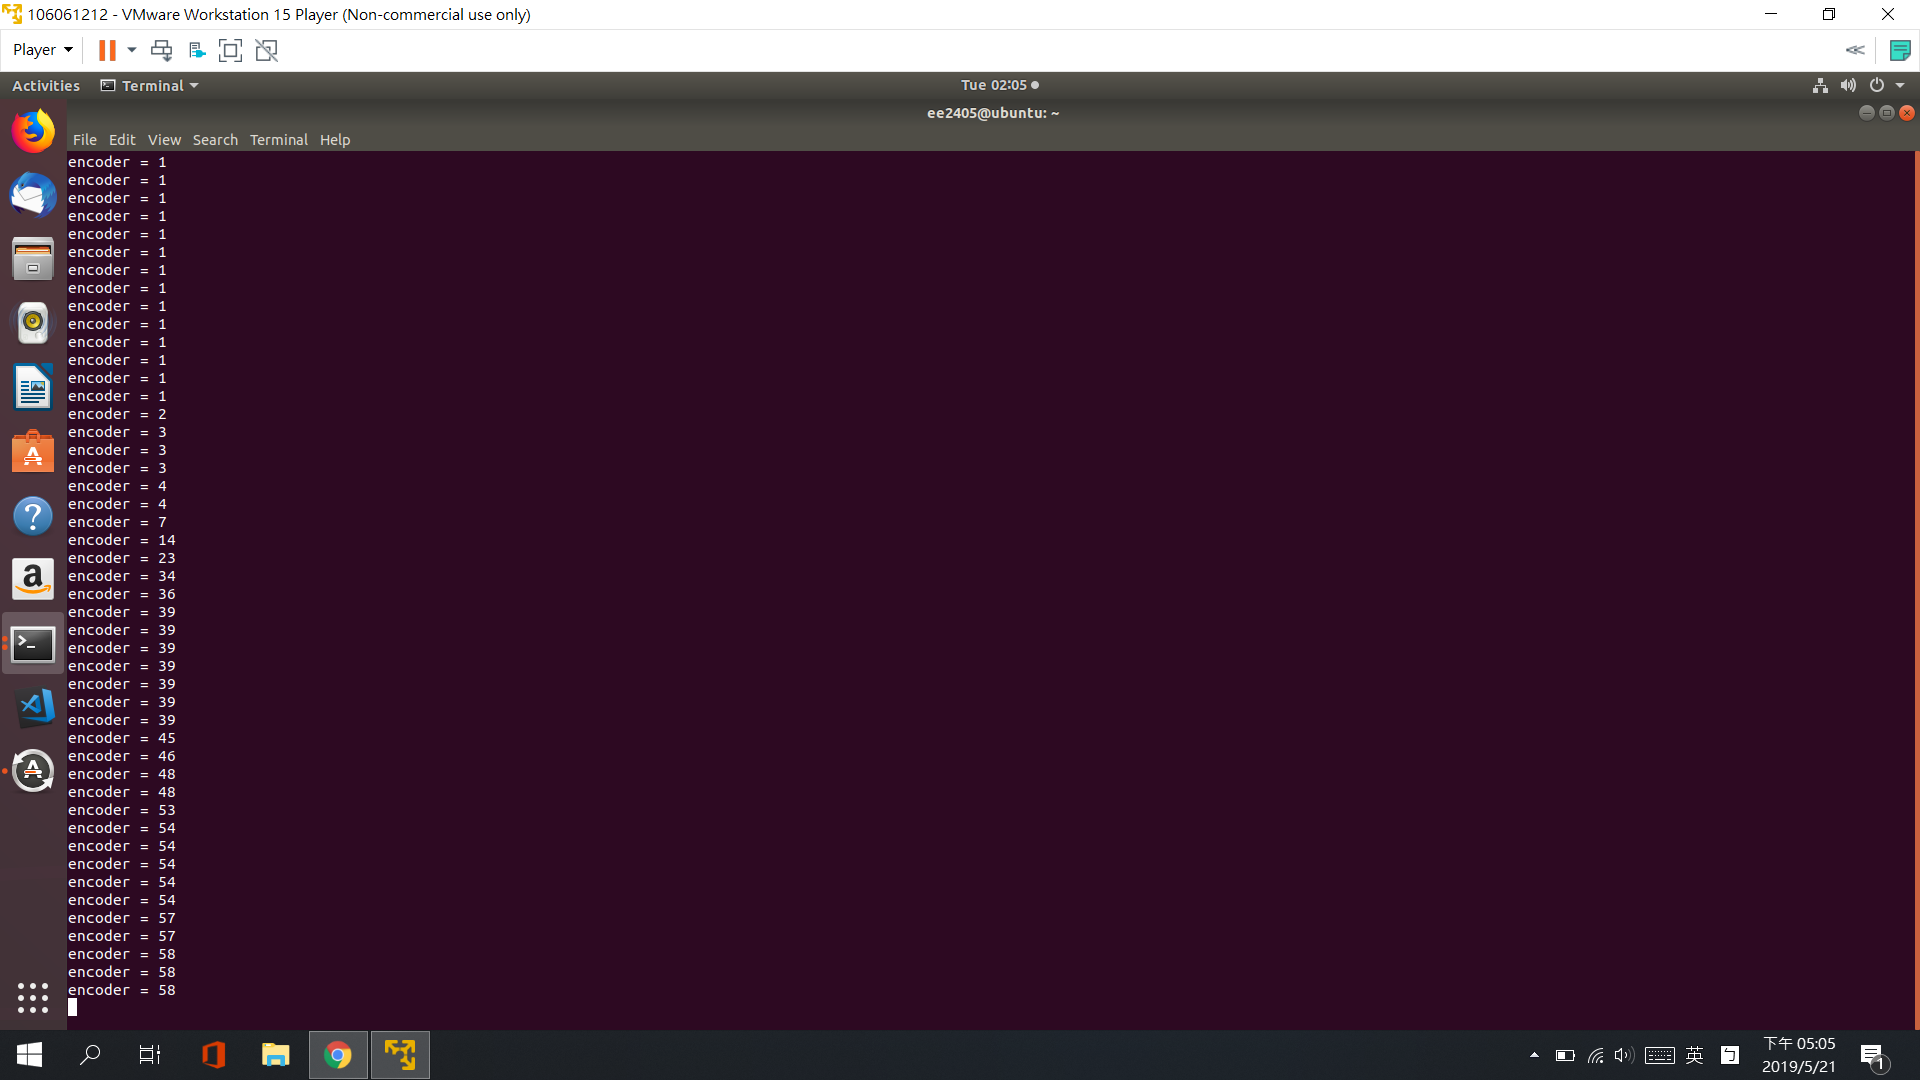 106061212 - VMware Workstation 15 Player (Non-commercial use only)
Player
Activities Terminal Tue 02:05
ee2405@ubuntu: ~
File Edit View Search Terminal Help
encoder = 1
encoder = 1
encoder = 1
encoder = 1
encoder = 1
encoder = 1
encoder = 1
encoder = 1
encoder = 1
encoder = 1
encoder = 1
encoder = 1
encoder = 1
encoder = 1
encoder = 2
encoder = 3
encoder = 3
encoder = 3
encoder = 4
encoder = 4
encoder = 7
encoder = 14
encoder = 23
encoder = 34
encoder = 36
encoder = 39
encoder = 39
encoder = 39
encoder = 39
encoder = 39
encoder = 39
encoder = 39
encoder = 45
encoder = 46
encoder = 48
encoder = 48
encoder = 53
encoder = 54
encoder = 54
encoder = 54
encoder = 54
encoder = 54
encoder = 57
encoder = 57
encoder = 58
encoder = 58
encoder = 58
英 ㄅ 下午 05:05
2019/5/21
1